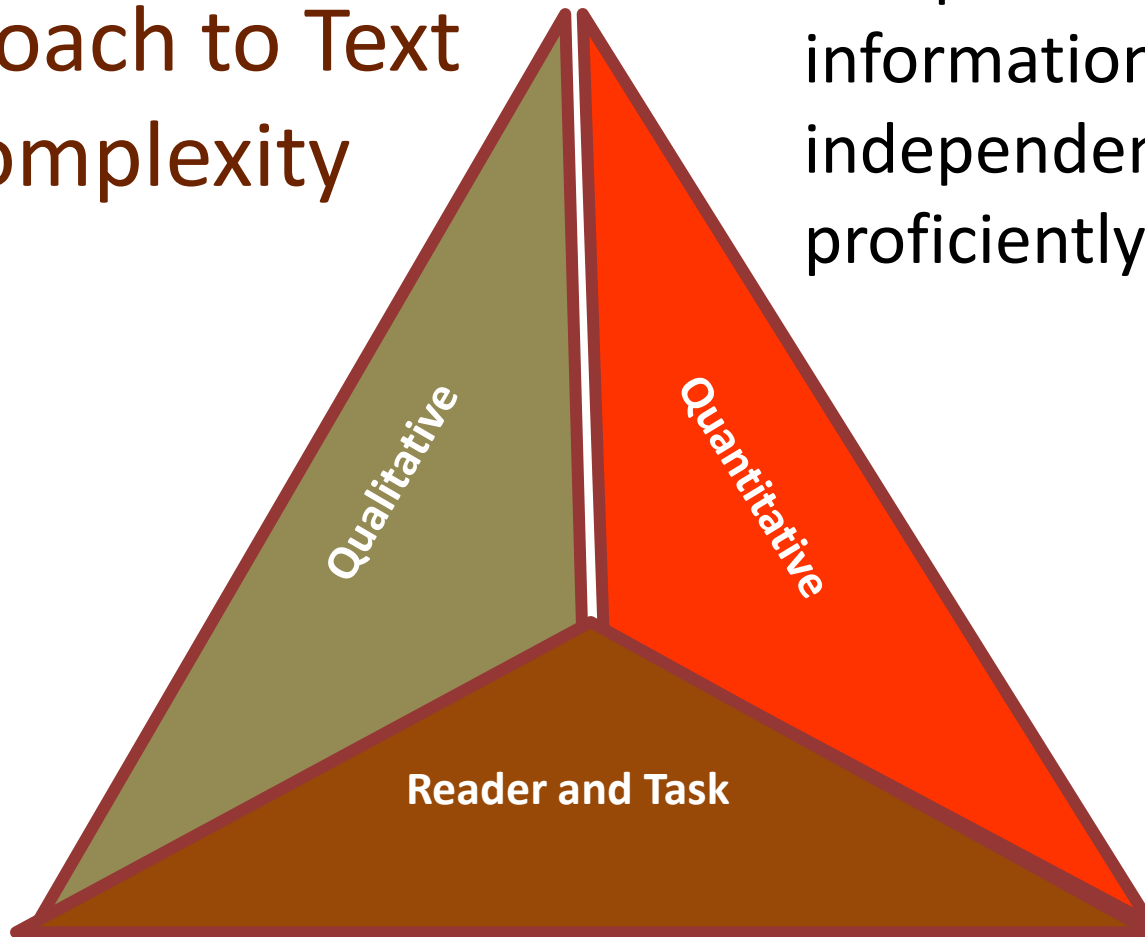 oach to Text
omplexity
information
independen
proficiently
Qualitative
Quantitative
Reader and Task